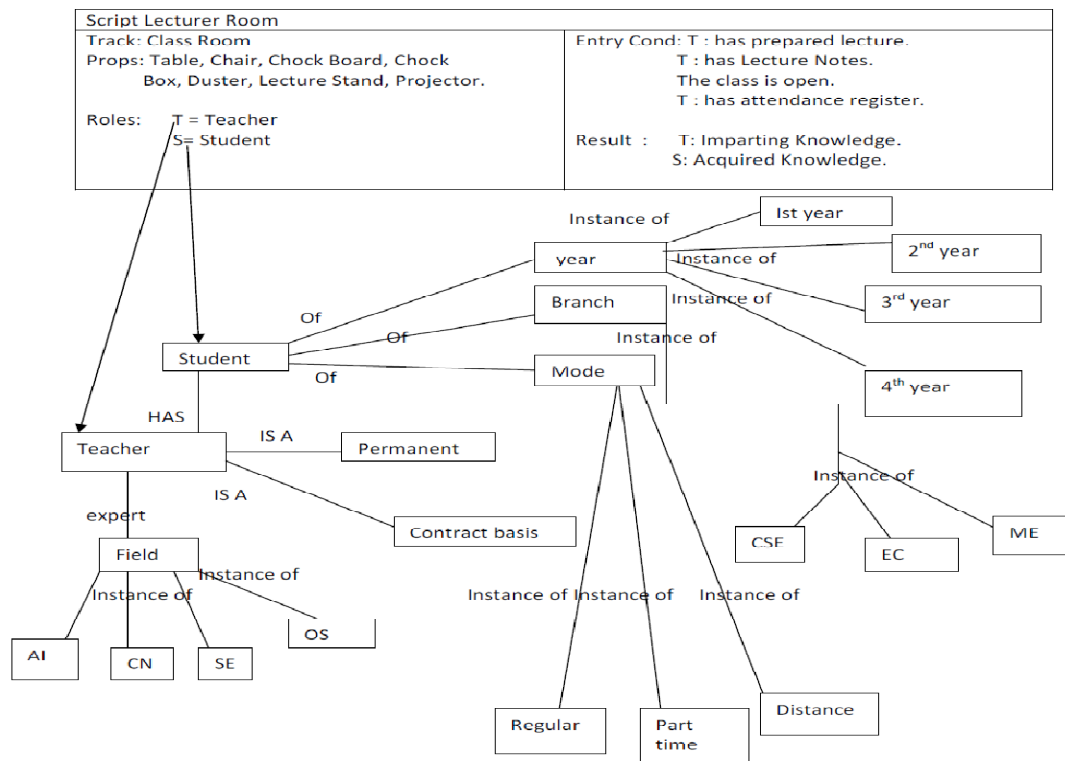 Script Lecturer Room
Track: Class Room
Props: Table, Chair, Chock Board, Chock
Box, Duster, Lecture Stand, Projector.
Roles: T = Teacher
S= Student
Entry Cond: T : has prepared lecture.
T : has Lecture Notes.
The class is open.
T : has attendance register.
Result : T: Imparting Knowledge.
S: Acquired Knowledge.
Instance of
Ist year
year
Instance of
2nd year
Branch
Instance of
3rd year
Of
Of
Instance of
Student
Of
Mode
4th year
HAS
IS A
Teacher
Permanent
IS A
Instance of
expert
Contract basis
CSE
EC
ME
Field
Instance of
Instance of
Instance of
Instance of
Instance of
OS
AI
CN
SE
Regular
Part
time
Distance